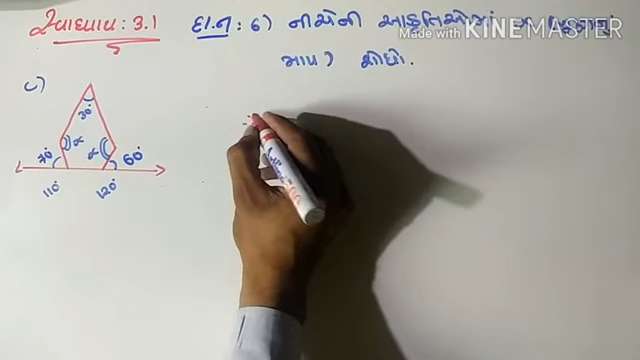 સ્વાધ્યાય : 3.1 દા.ન : 6) નીચેની આકૃતિઓમાં x
Made with KINEMASTER
માપ શોધો.
c)
30°
x
70° x 60°
110° 120°